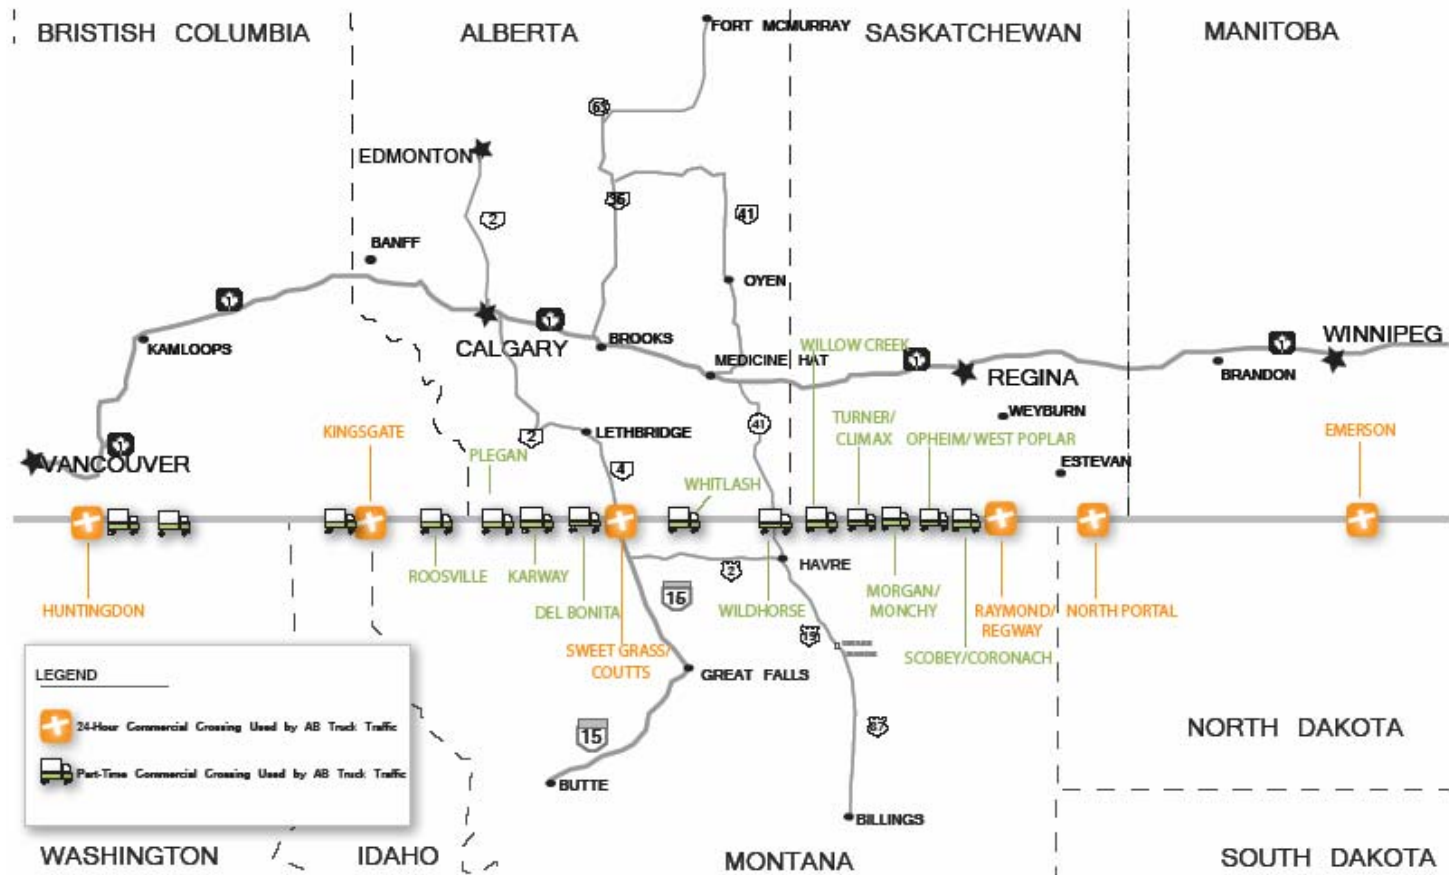 BRISTISH COLUMBIA
ALBERTA
FORT MCMURRAY
SASKATCHEWAN
MANITOBA
63
EDMONTON
36
2
41
BANFF
OYEN
1
1
KAMLOOPS
CALGARY
BROOKS
MEDICINE HAT
WILLOW CREEK
1
REGINA
1
WINNIPEG
BRANDON
WEYBURN
1
VANCOUVER
KINGSGATE
2
LETHBRIDGE
41
TURNER/
CLIMAX
OPHEIM/ WEST POPLAR
EMERSON
PLEGAN
4
WHITLASH
ESTEVAN
HUNTINGDON
ROOSVILLE
KARWAY
DEL BONITA
2
HAVRE
15
WILDHORSE
MORGAN/
MONCHY
RAYMOND/
REGWAY
NORTH PORTAL
SWEET GRASS/
COUTTS
SCOBEY/CORONACH
GREAT FALLS
15
87
BUTTE
BILLINGS
LEGEND
24-Hour Commercial Crossing Used by AB Truck Traffic
Part-Time Commercial Crossing Used by AB Truck Traffic
NORTH DAKOTA
WASHINGTON
IDAHO
MONTANA
SOUTH DAKOTA